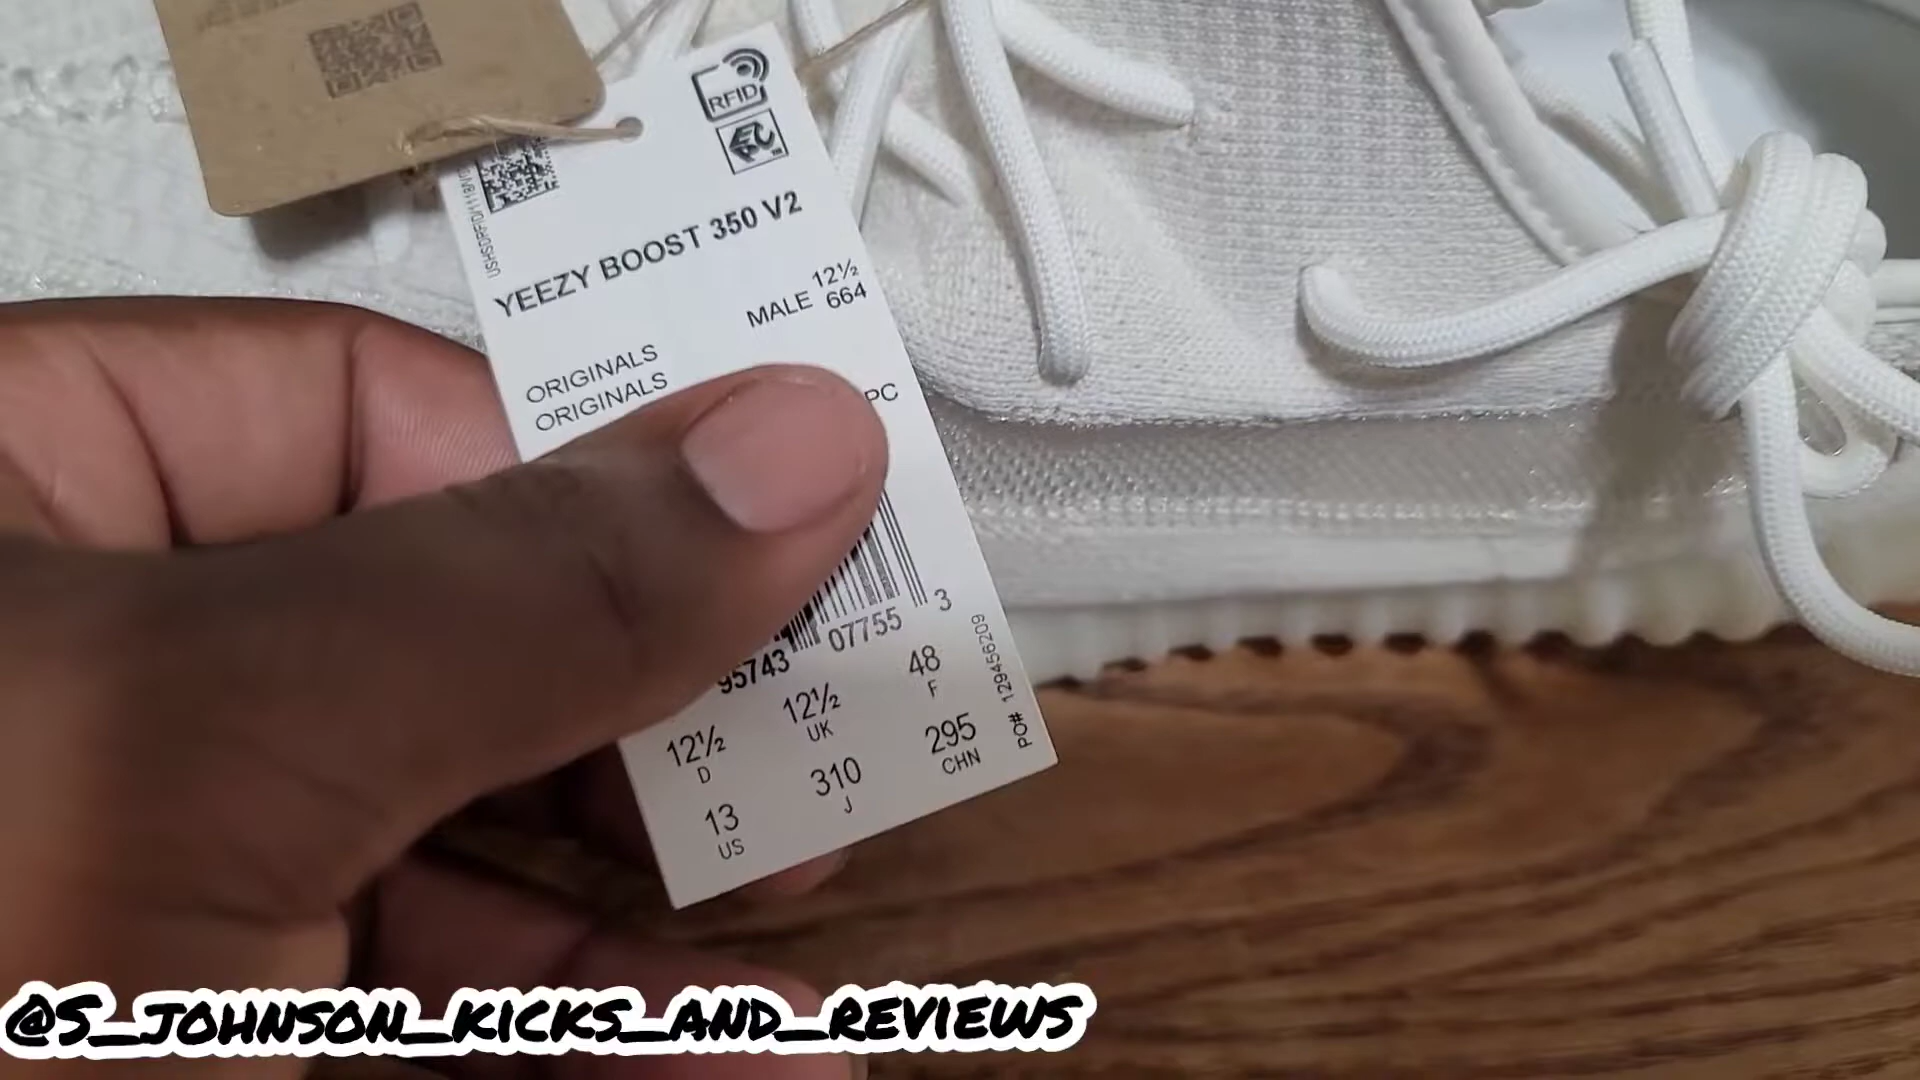 RFID
EPC
YEEZY BOOST 350 V2
12½
MALE 664
ORIGINALS
ORIGINALS
PC
95743 07755 3
12½ 12½ 48
D UK F
13 310 295
US J CHN
PO# 129456209
@S_JOHNSON_KICKS_AND_REVIEWS